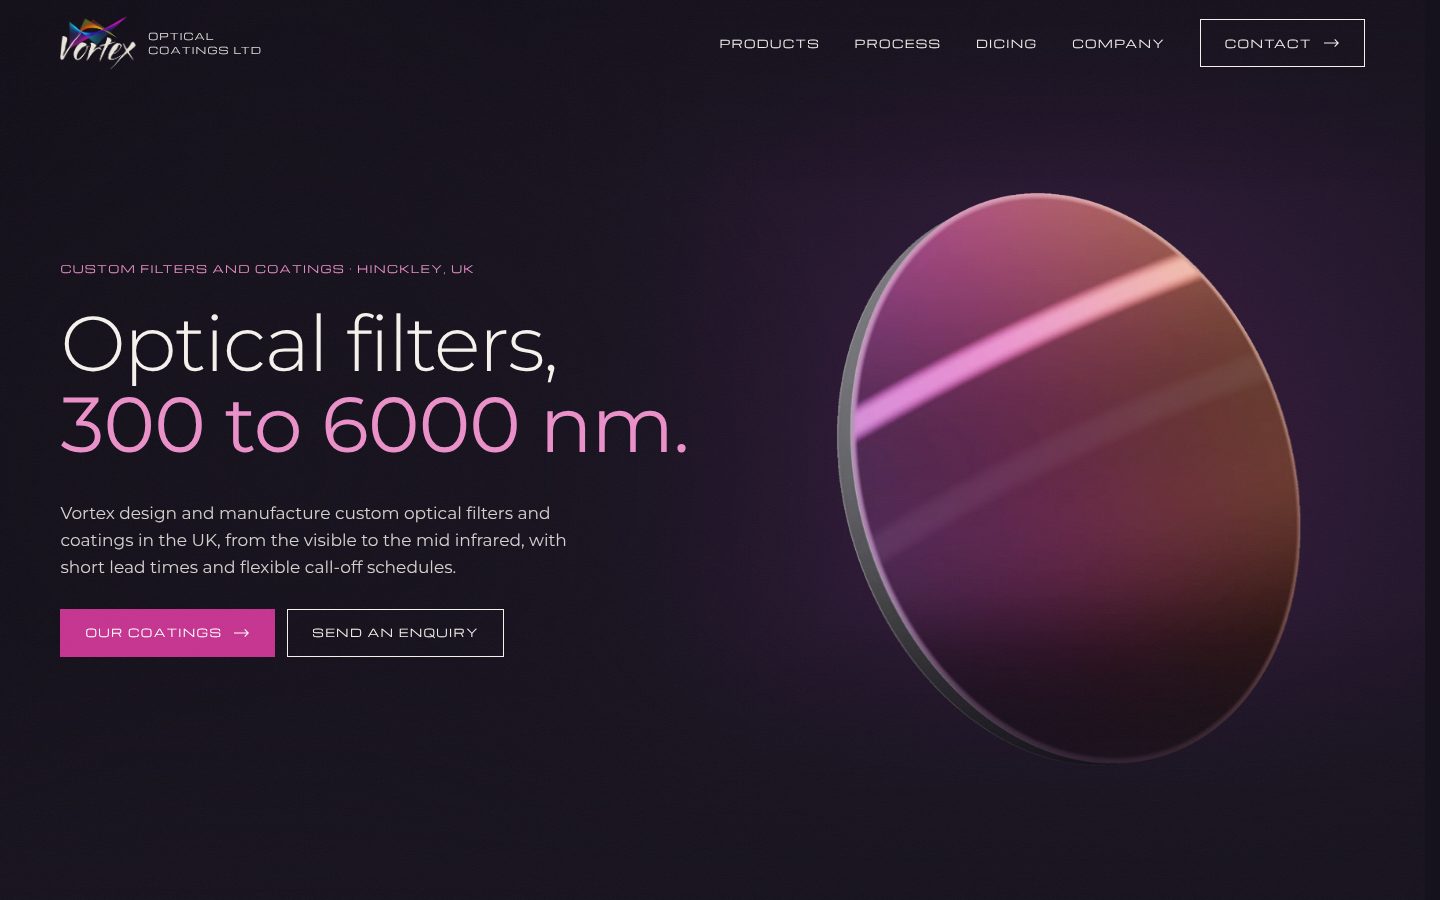 Vortex
OPTICAL
COATINGS LTD
PRODUCTS
PROCESS
DICING
COMPANY
CONTACT →
CUSTOM FILTERS AND COATINGS · HINCKLEY, UK
Optical filters,
300 to 6000 nm.
Vortex design and manufacture custom optical filters and
coatings in the UK, from the visible to the mid infrared, with
short lead times and flexible call-off schedules.
OUR COATINGS →
SEND AN ENQUIRY